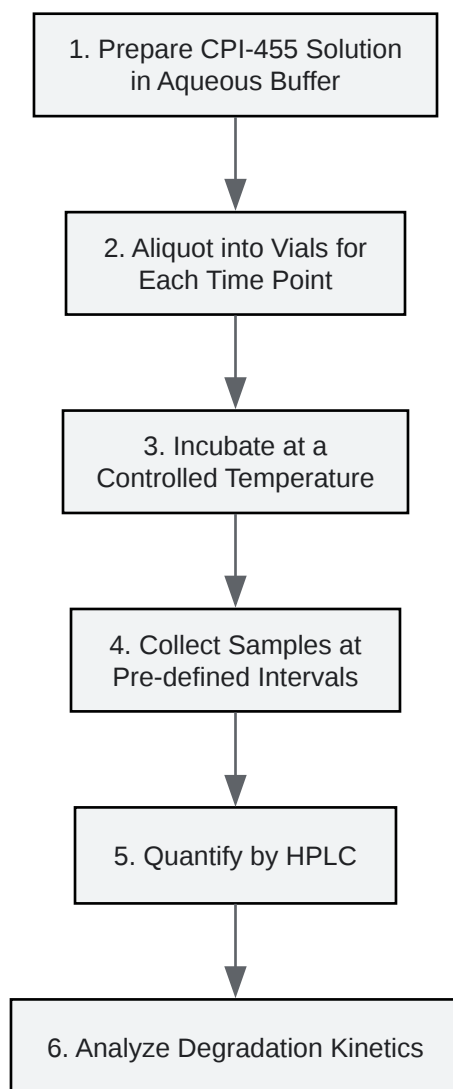 1. Prepare CPI-455 Solution
in Aqueous Buffer
2. Aliquot into Vials for
Each Time Point
3. Incubate at a
Controlled Temperature
4. Collect Samples at
Pre-defined Intervals
5. Quantify by HPLC
6. Analyze Degradation Kinetics